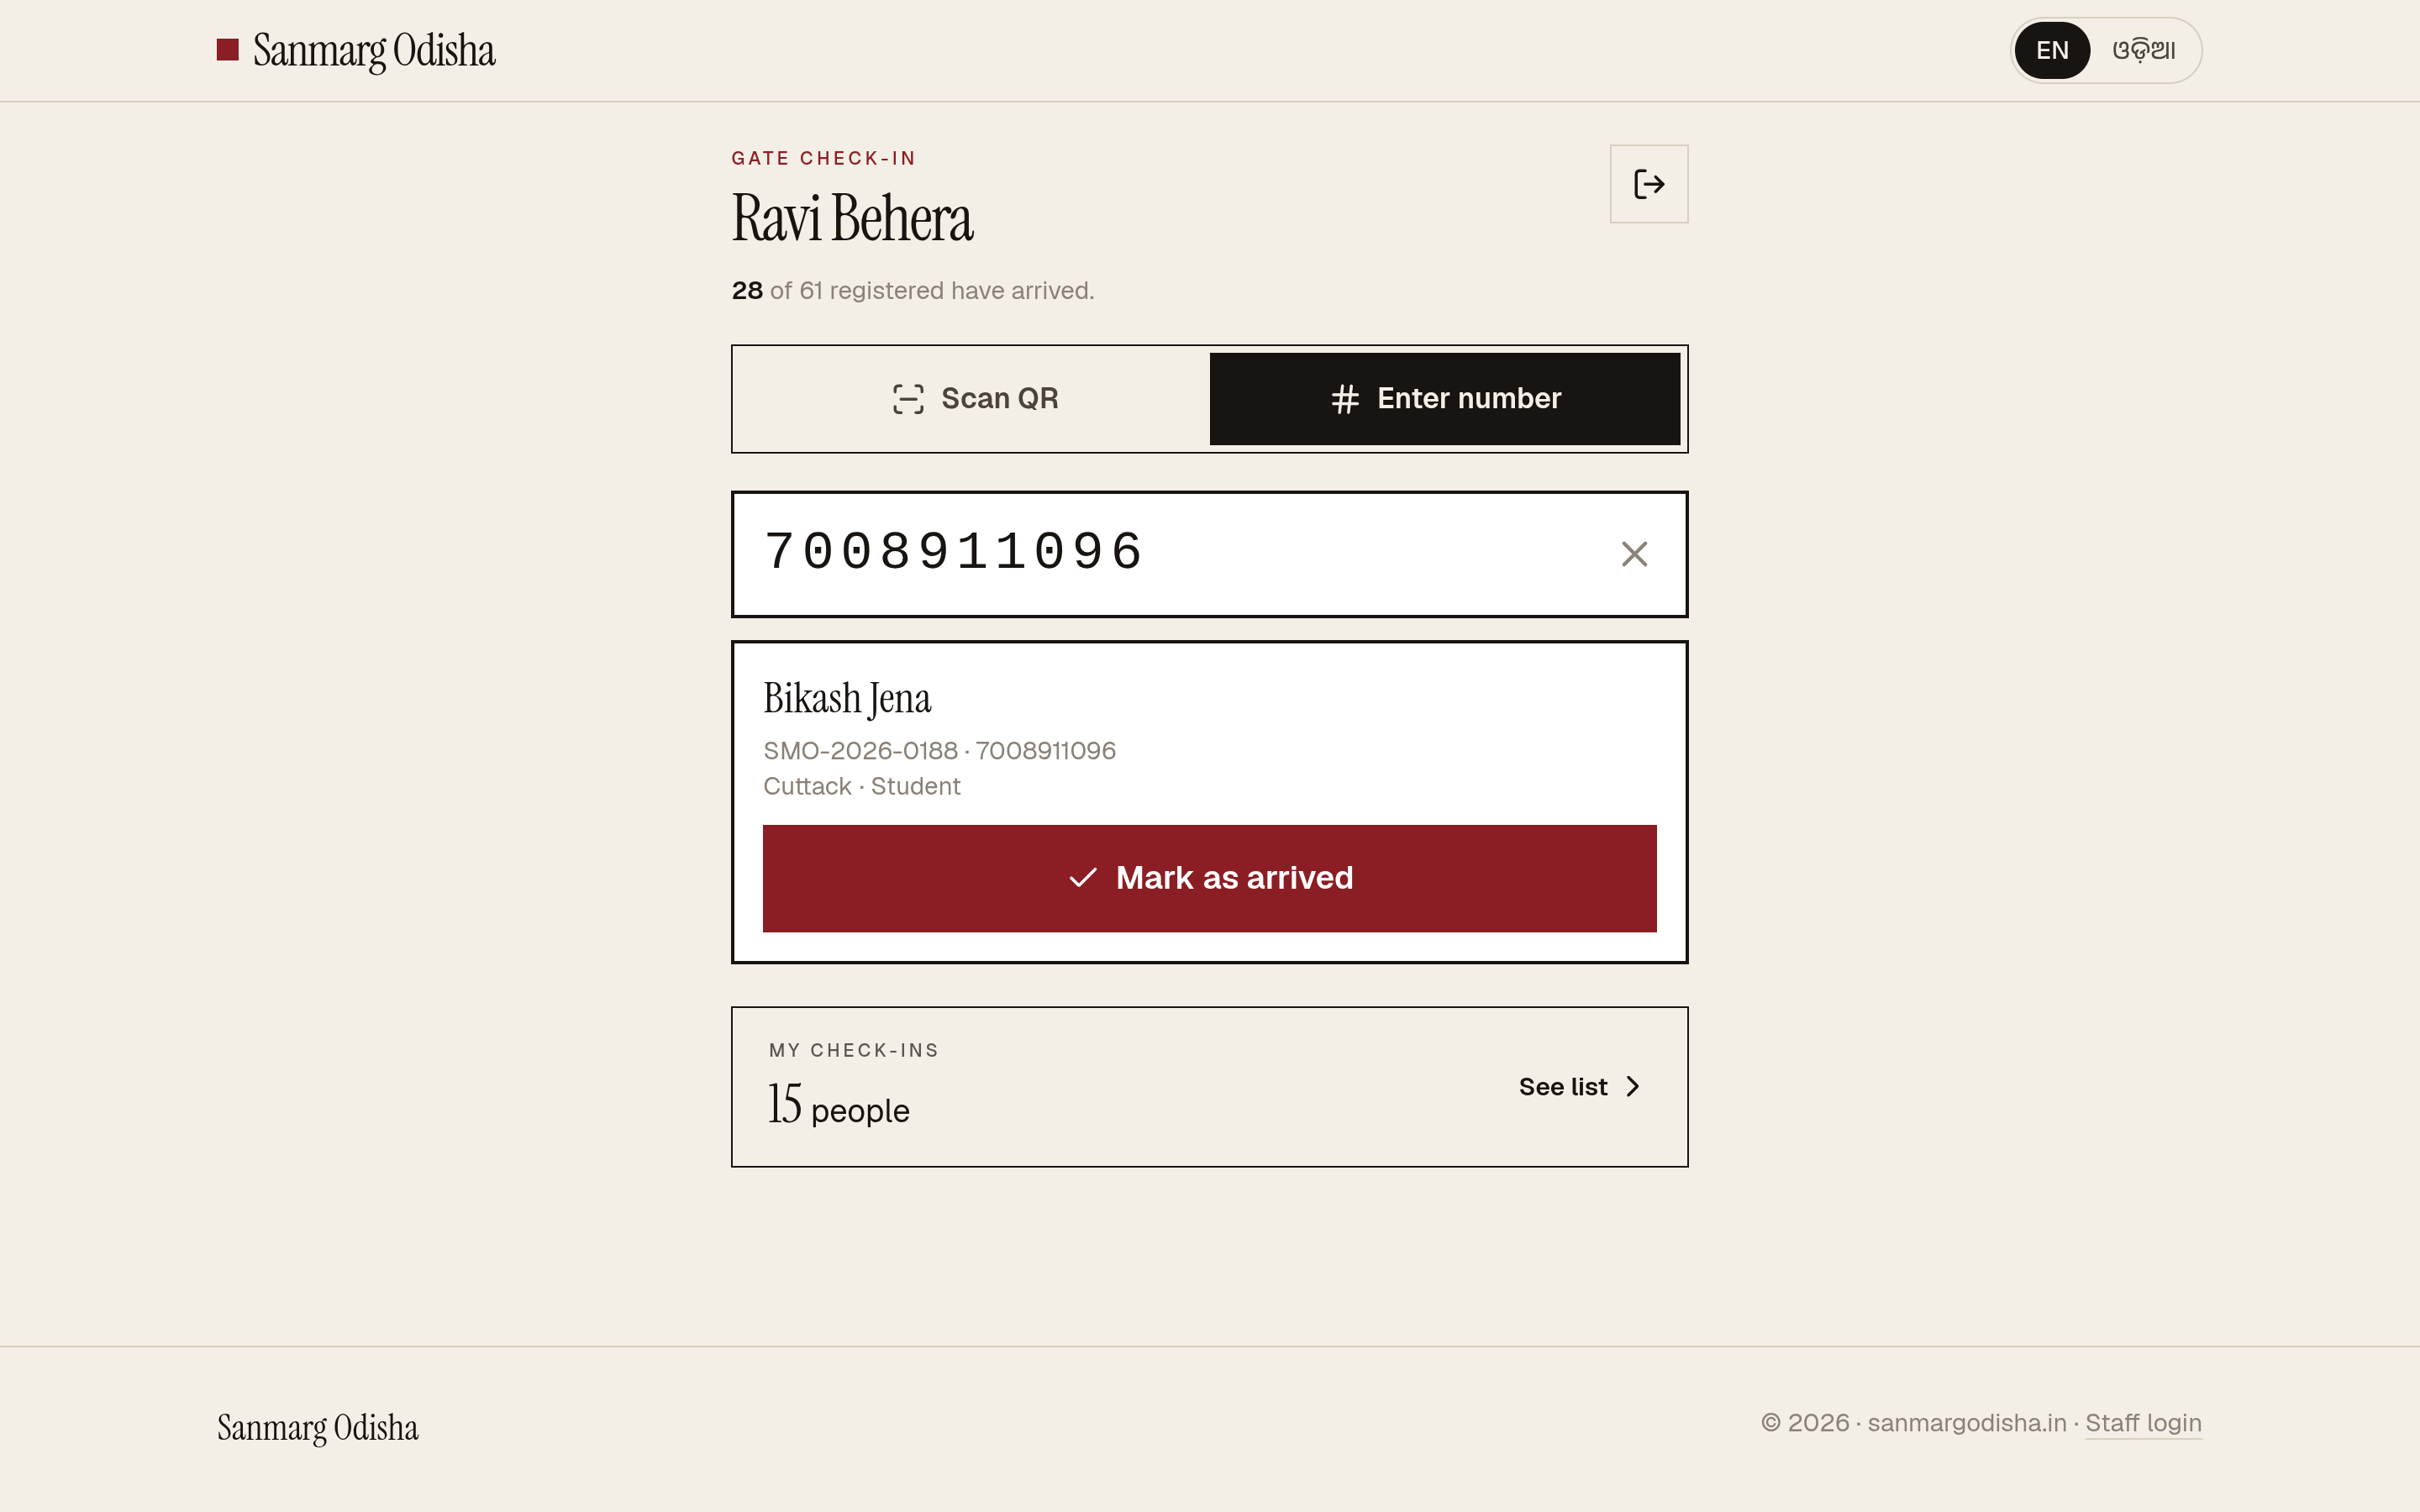 Sanmarg Odisha
EN ଓଡ଼ିଆ
GATE CHECK-IN
Ravi Behera
28 of 61 registered have arrived.
Scan QR
Enter number
7008911096
Bikash Jena
SMO-2026-0188 · 7008911096
Cuttack · Student
Mark as arrived
MY CHECK-INS
15 people
See list
Sanmarg Odisha
© 2026 · sanmargodisha.in · Staff login